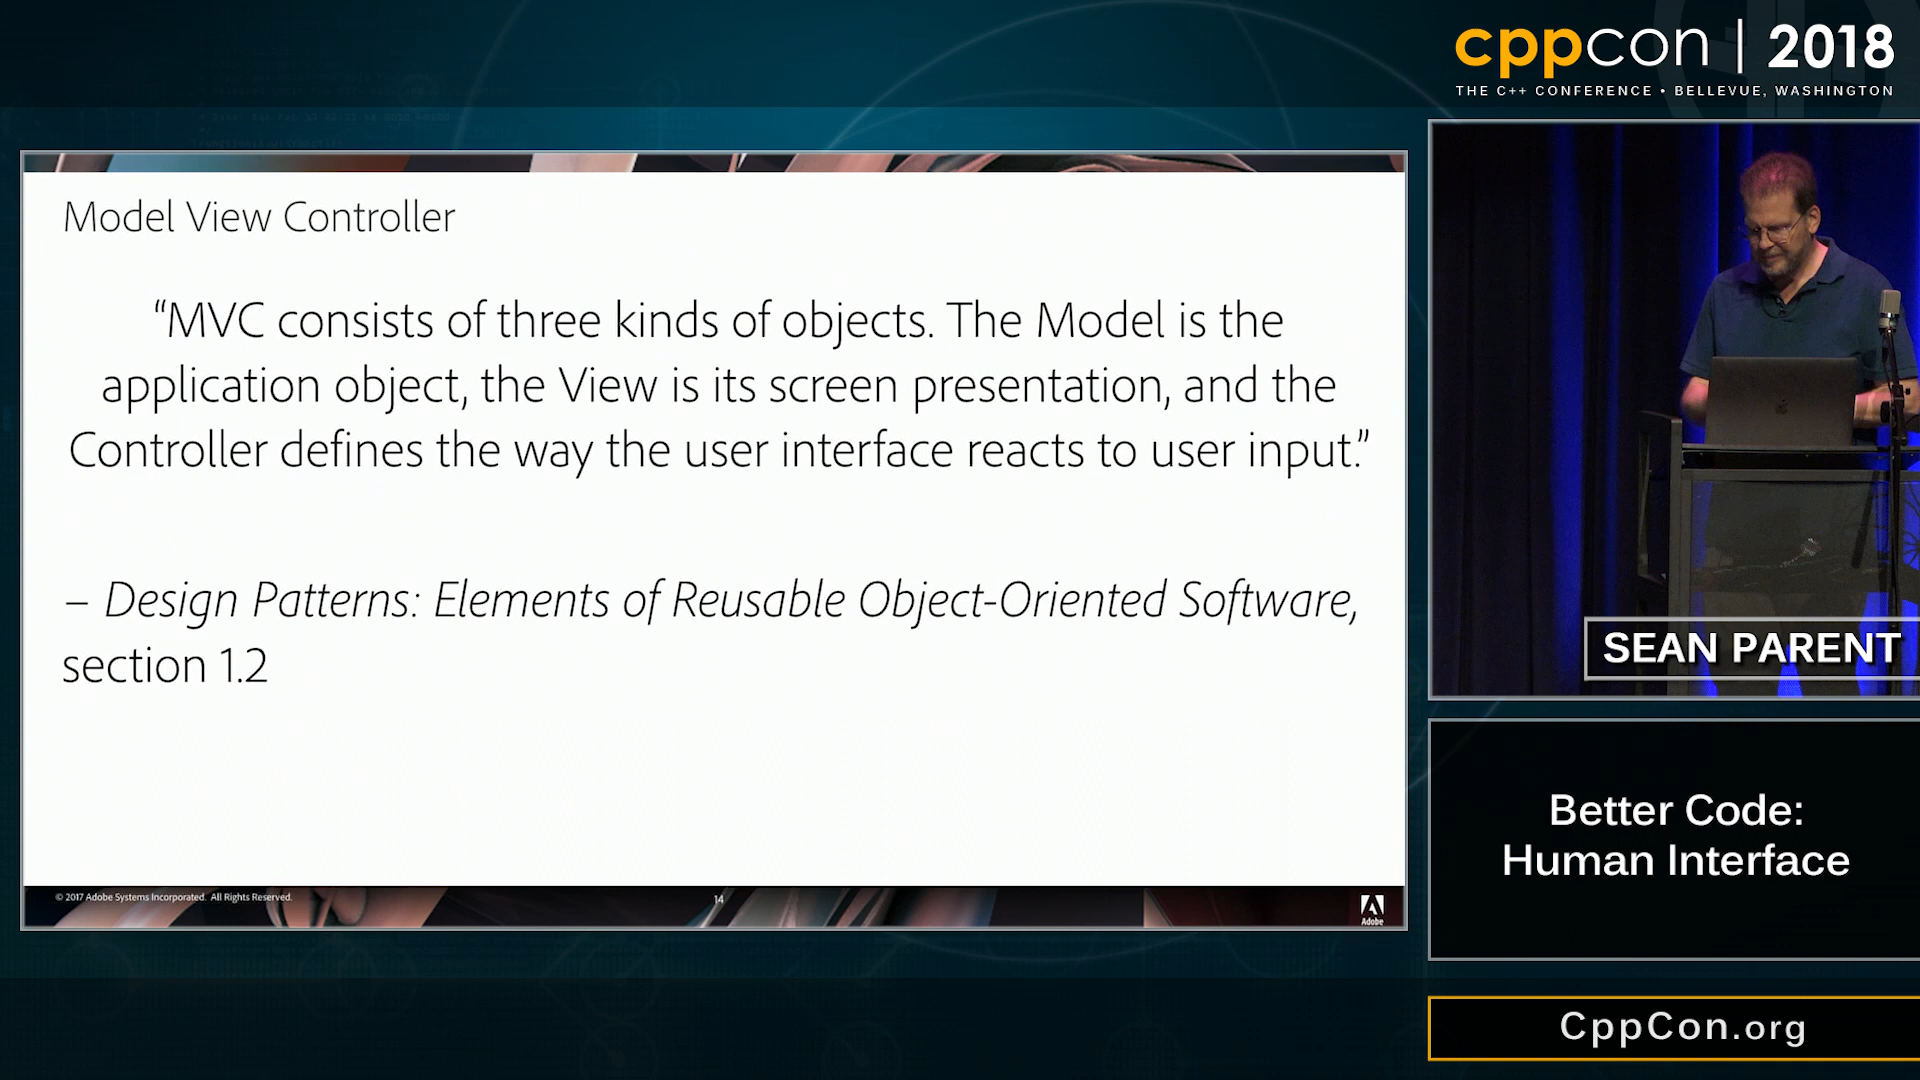 cppcon | 2018
THE C++ CONFERENCE • BELLEVUE, WASHINGTON
Model View Controller
“MVC consists of three kinds of objects. The Model is the
application object, the View is its screen presentation, and the
Controller defines the way the user interface reacts to user input.”
– Design Patterns: Elements of Reusable Object-Oriented Software,
section 1.2
© 2017 Adobe Systems Incorporated. All Rights Reserved.
14
Adobe
SEAN PARENT
Better Code:
Human Interface
CppCon.org